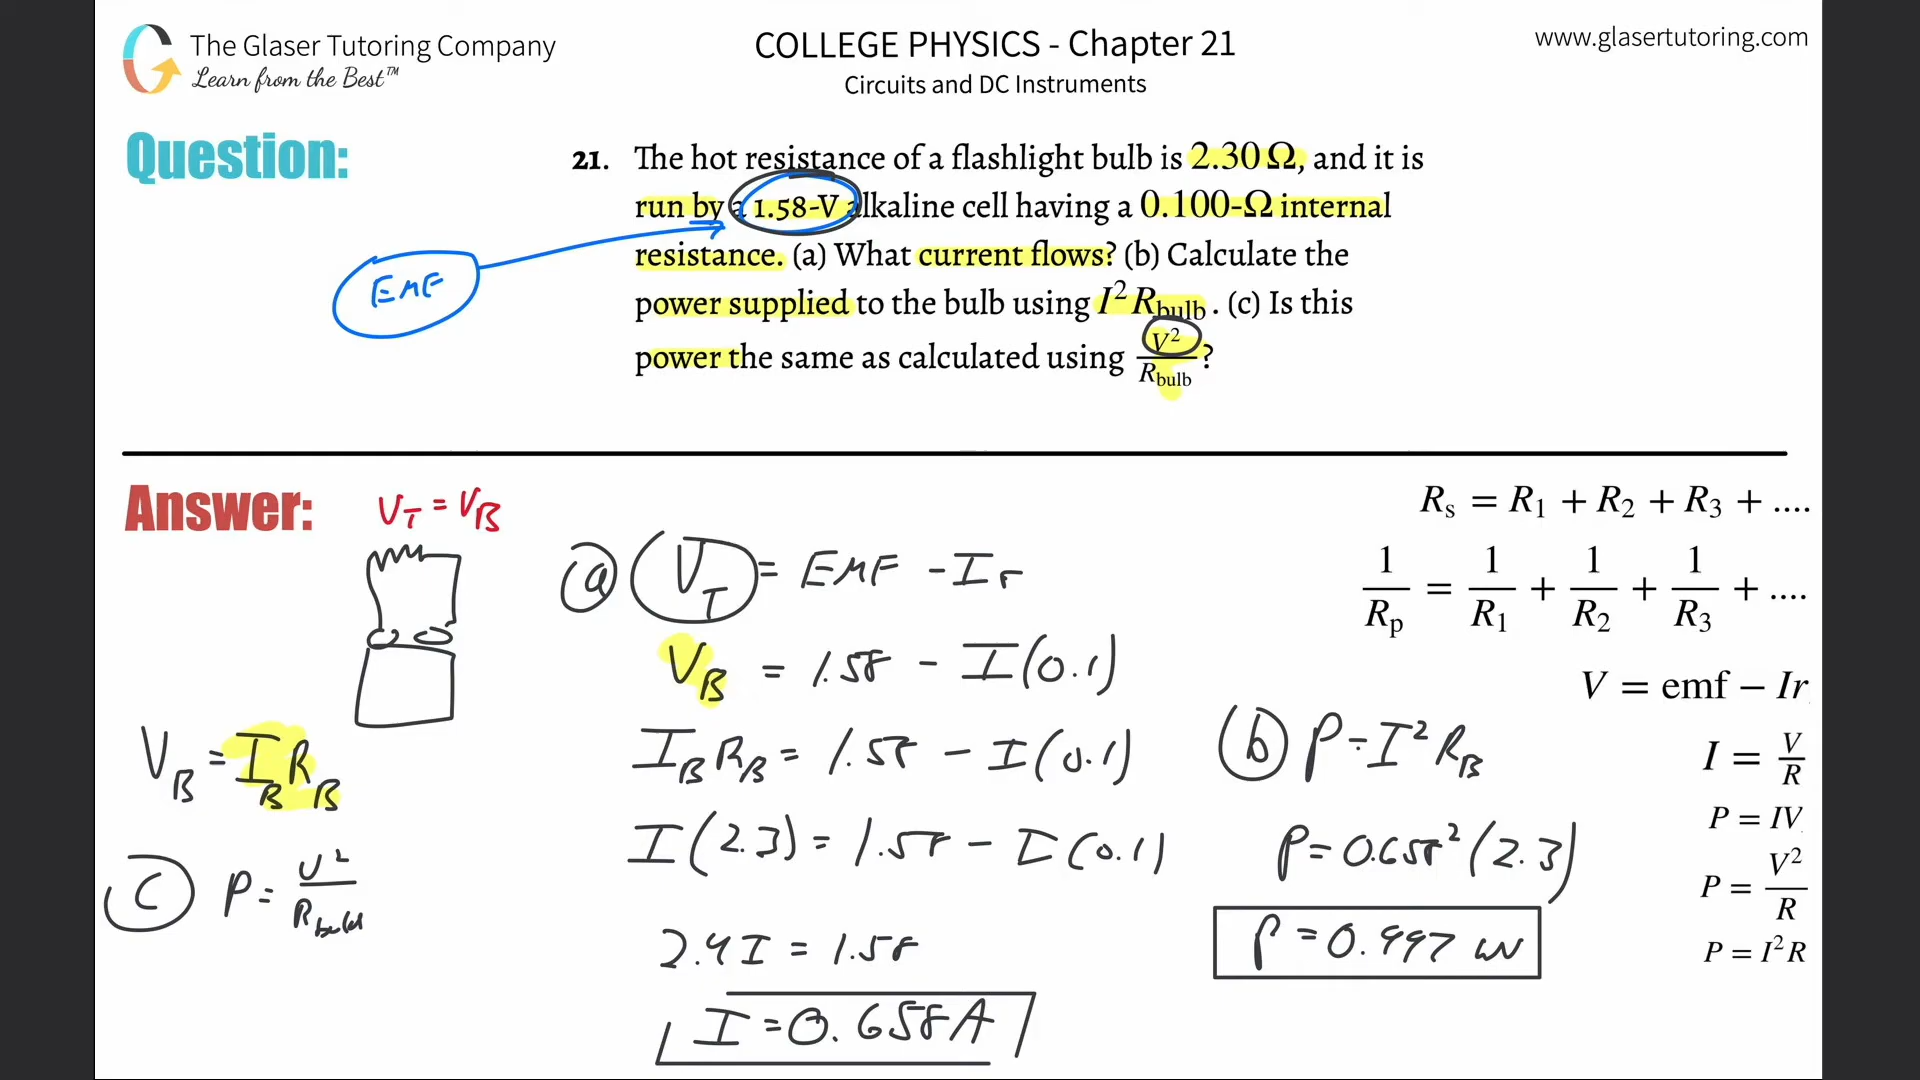 The Glaser Tutoring Company
Learn from the Best™
COLLEGE PHYSICS - Chapter 21
Circuits and DC Instruments
www.glasertutoring.com
Question:
21. The hot resistance of a flashlight bulb is 2.30 Ω, and it is
run by a 1.58-V alkaline cell having a 0.100-Ω internal
resistance. (a) What current flows? (b) Calculate the
power supplied to the bulb using I² R_bulb. (c) Is this
power the same as calculated using V²/R_bulb?
EMF
Answer:
V_T = V_B
V_B = I_B R_B
(c) P = V²/R_bulb
(a) V_T = EMF - Ir
V_B = 1.58 - I(0.1)
I_B R_B = 1.58 - I(0.1)
I(2.3) = 1.58 - I(0.1)
2.4I = 1.58
I = 0.658A
(b) P = I² R_B
P = 0.658²(2.3)
P = 0.997 W
R_s = R_1 + R_2 + R_3 + ....
1/R_p = 1/R_1 + 1/R_2 + 1/R_3 + ....
V = emf − Ir
I = V/R
P = IV
P = V²/R
P = I²R